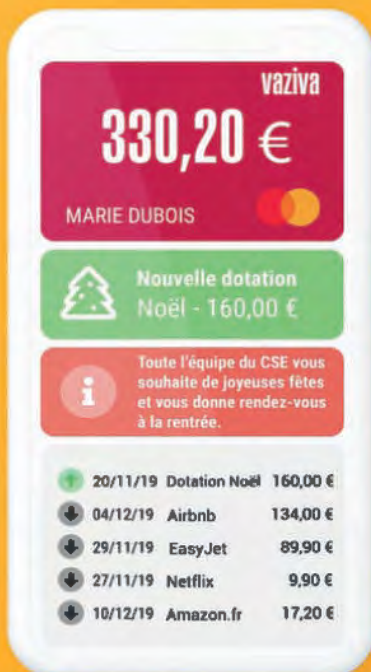 vaziva
330,20 €
MARIE DUBOIS
Nouvelle dotation
Noël - 160,00 €
i
Toute l'équipe du CSE vous
souhaite de joyeuses fêtes
et vous donne rendez-vous
à la rentrée.
20/11/19 Dotation Noël 160,00 €
04/12/19 Airbnb 134,00 €
29/11/19 EasyJet 89,90 €
27/11/19 Netflix 9,90 €
10/12/19 Amazon.fr 17,20 €